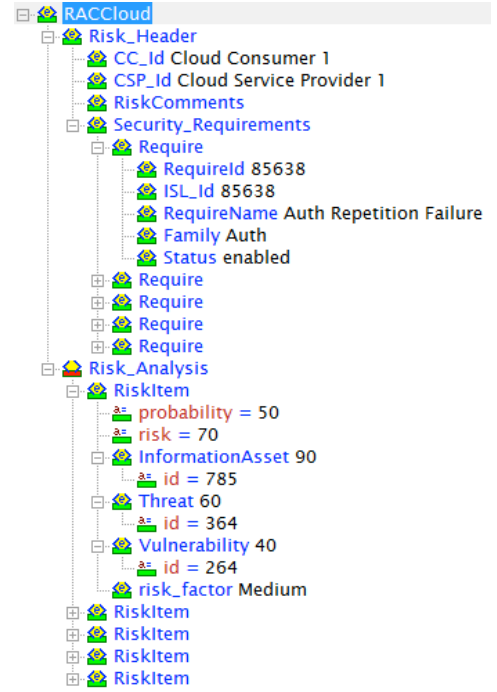 RACCloud
Risk_Header
CC_Id Cloud Consumer 1
CSP_Id Cloud Service Provider 1
RiskComments
Security_Requirements
Require
RequireId 85638
ISL_Id 85638
RequireName Auth Repetition Failure
Family Auth
Status enabled
Require
Require
Require
Require
Risk_Analysis
RiskItem
probability = 50
risk = 70
InformationAsset 90
id = 785
Threat 60
id = 364
Vulnerability 40
id = 264
risk_factor Medium
RiskItem
RiskItem
RiskItem
RiskItem